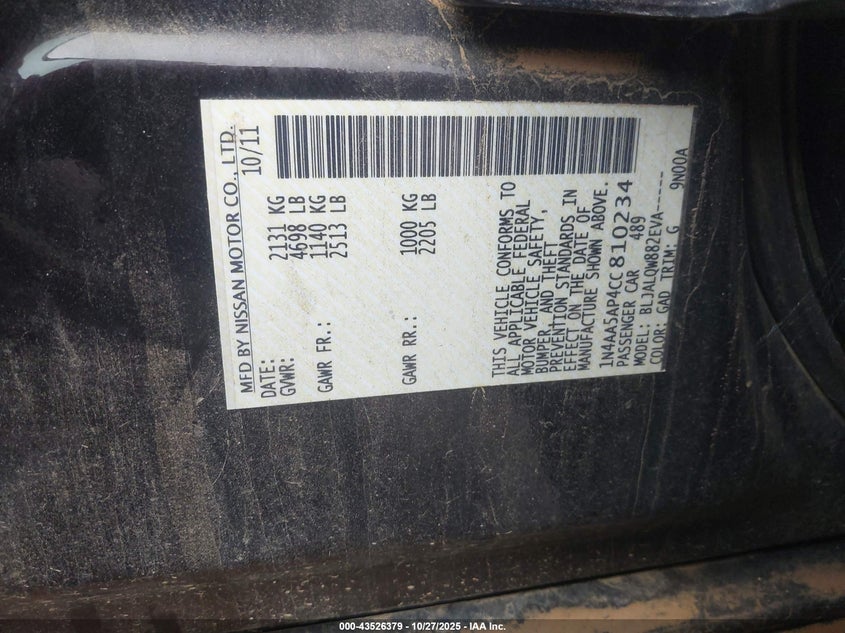 MFD BY NISSAN MOTOR CO., LTD.
DATE: 10/11
GVWR: 2131 KG
4698 LB
GAWR FR.: 1140 KG
2513 LB
GAWR RR.: 1000 KG
2205 LB
THIS VEHICLE CONFORMS TO
ALL APPLICABLE FEDERAL
MOTOR VEHICLE SAFETY,
BUMPER, AND THEFT
PREVENTION STANDARDS IN
EFFECT ON THE DATE OF
MANUFACTURE SHOWN ABOVE.
1N4AA5AP4CC810234
PASSENGER CAR 489
MODEL: BLJALQW882EVA-----
COLOR: GAD TRIM: G 9N00A
000-43526379 - 10/27/2025 - IAA Inc.